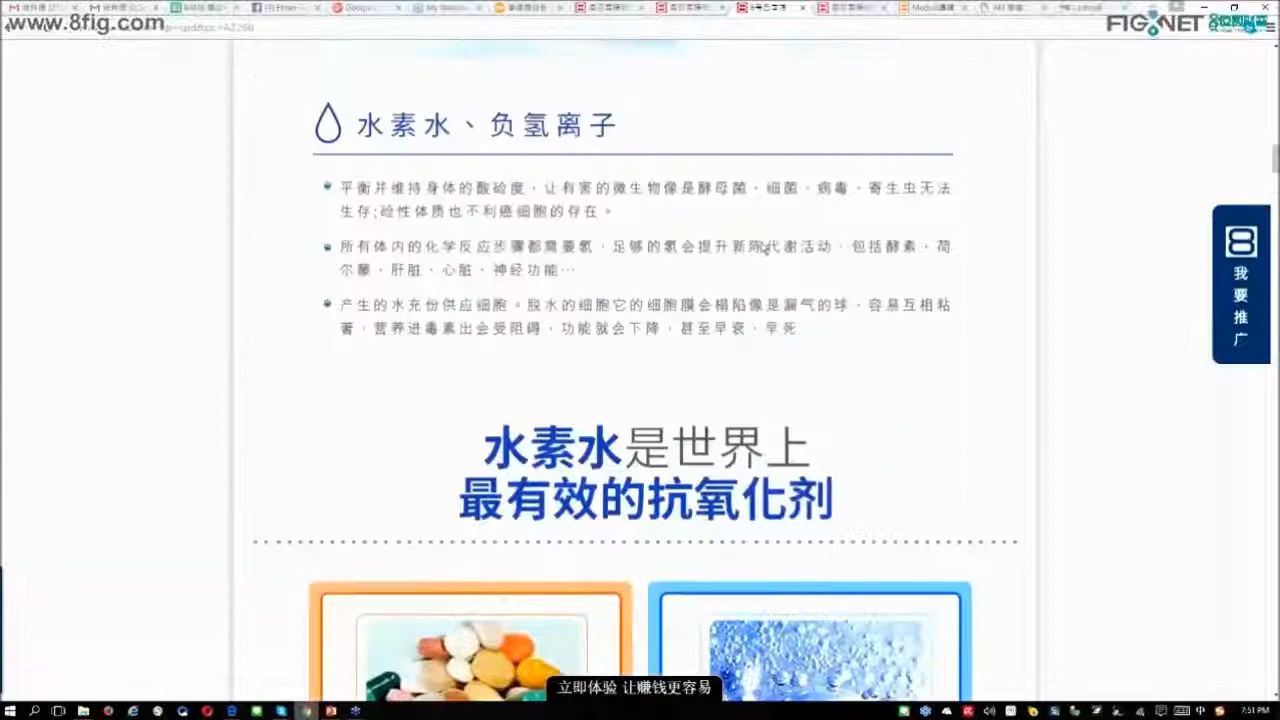 www.8fig.com
FIGNET
水素水、负氢离子
平衡并维持身体的酸硷度，让有害的微生物像是酵母菌、细菌、病毒、寄生虫无法
生存;硷性体质也不利癌细胞的存在。
所有体内的化学反应步骤都需要氢，足够的氢会提升新陈代谢活动，包括酵素、荷
尔蒙、肝脏、心脏、神经功能…
产生的水充份供应细胞。脱水的细胞它的细胞膜会榻陷像是漏气的球，容易互相粘
著，营养进毒素出会受阻碍，功能就会下降，甚至早衰、早死
我要推广
水素水是世界上
最有效的抗氧化剂
立即体验 让赚钱更容易
7:51 PM